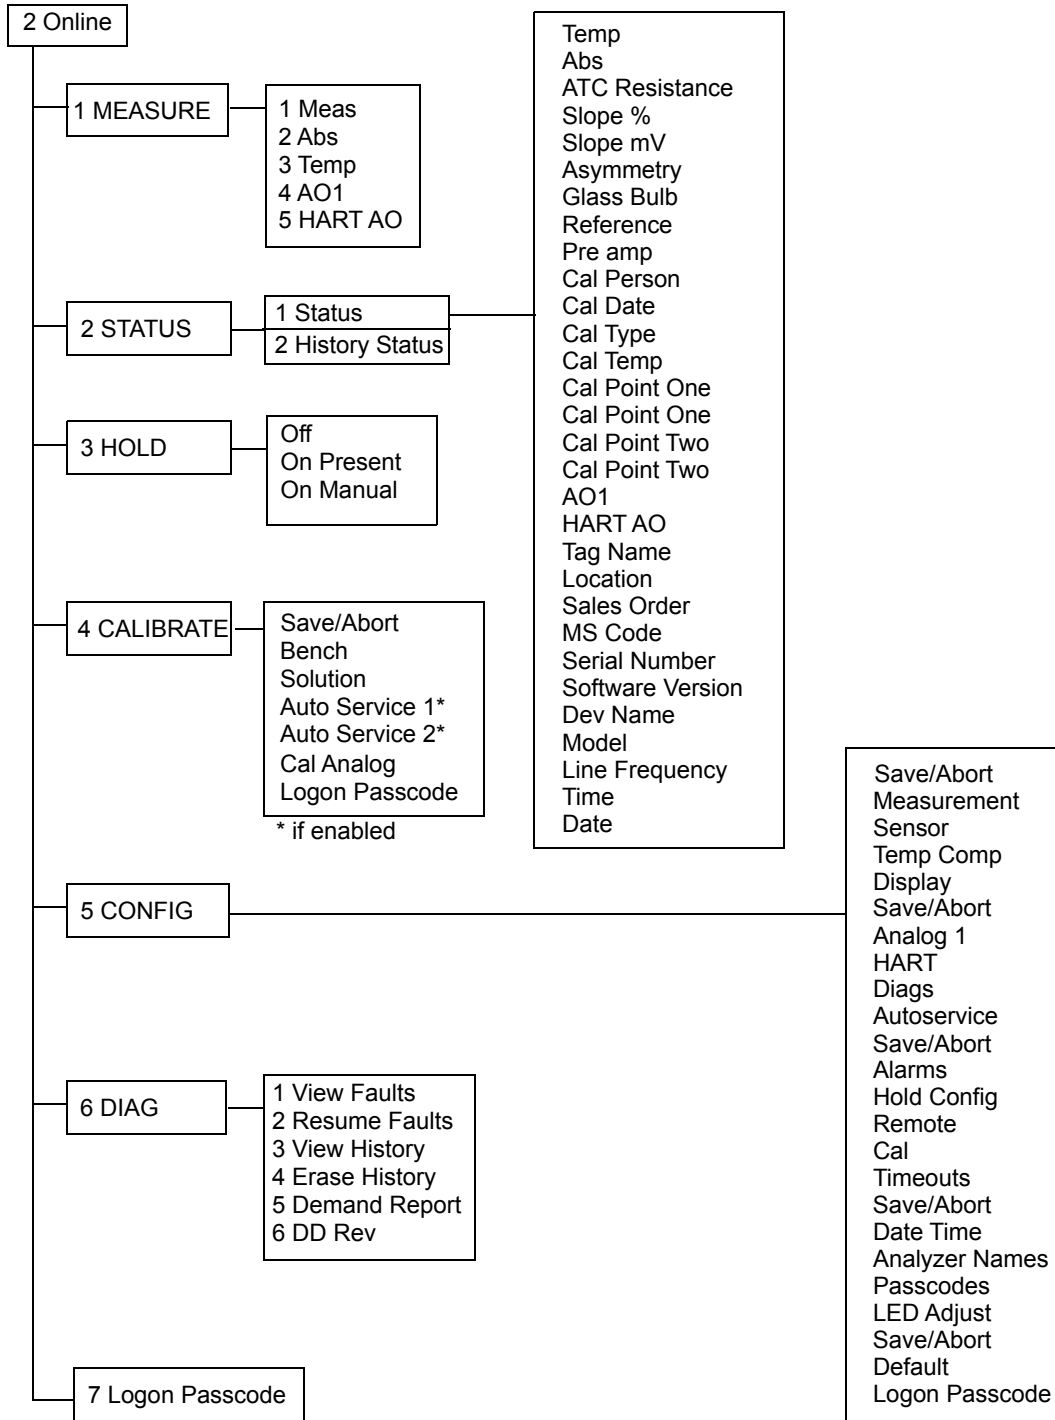 2 Online
1 MEASURE
1 Meas
2 Abs
3 Temp
4 AO1
5 HART AO
2 STATUS
1 Status
2 History Status
Temp
Abs
ATC Resistance
Slope %
Slope mV
Asymmetry
Glass Bulb
Reference
Pre amp
Cal Person
Cal Date
Cal Type
Cal Temp
Cal Point One
Cal Point One
Cal Point Two
Cal Point Two
AO1
HART AO
Tag Name
Location
Sales Order
MS Code
Serial Number
Software Version
Dev Name
Model
Line Frequency
Time
Date
3 HOLD
Off
On Present
On Manual
4 CALIBRATE
Save/Abort
Bench
Solution
Auto Service 1*
Auto Service 2*
Cal Analog
Logon Passcode
* if enabled
5 CONFIG
Save/Abort
Measurement
Sensor
Temp Comp
Display
Save/Abort
Analog 1
HART
Diags
Autoservice
Save/Abort
Alarms
Hold Config
Remote
Cal
Timeouts
Save/Abort
Date Time
Analyzer Names
Passcodes
LED Adjust
Save/Abort
Default
Logon Passcode
6 DIAG
1 View Faults
2 Resume Faults
3 View History
4 Erase History
5 Demand Report
6 DD Rev
7 Logon Passcode